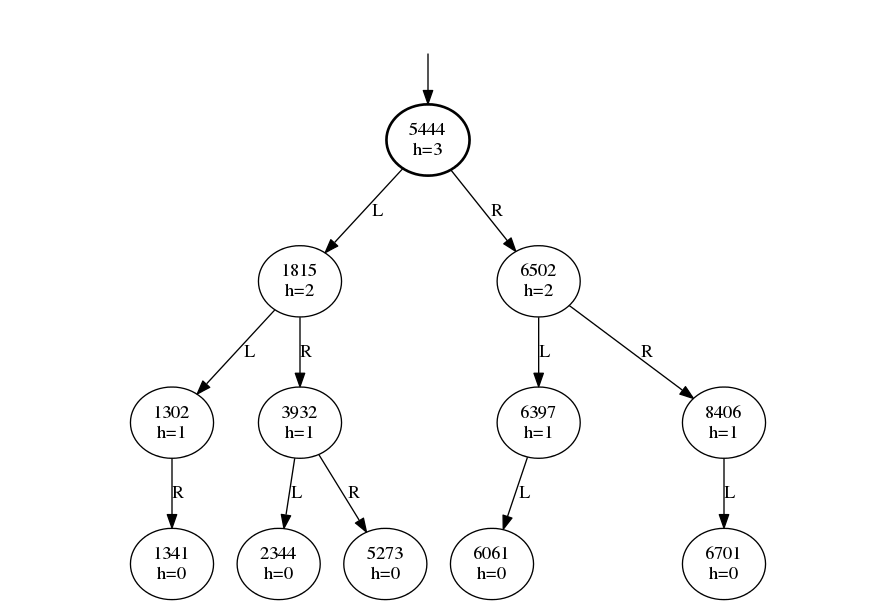 5444
h=3
L
R
1815
h=2
6502
h=2
L
R
L
R
1302
h=1
3932
h=1
6397
h=1
8406
h=1
R
L
R
L
L
1341
h=0
2344
h=0
5273
h=0
6061
h=0
6701
h=0